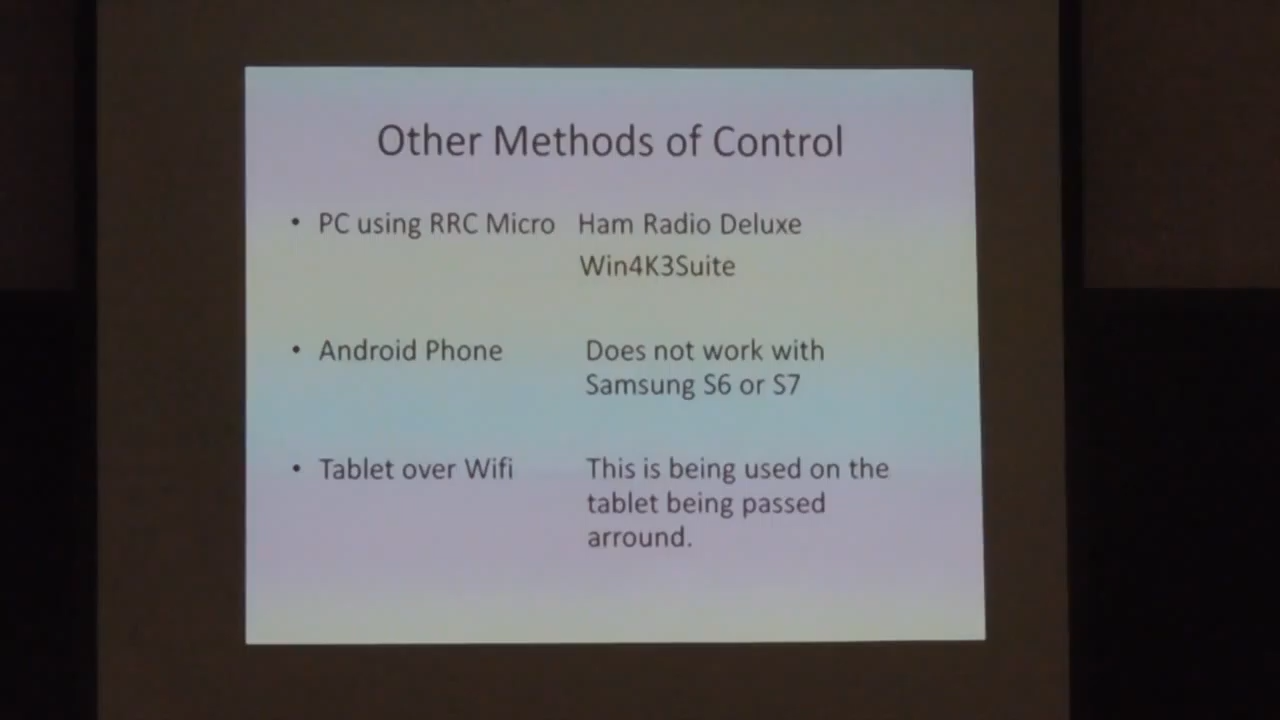 Other Methods of Control
• PC using RRC Micro Ham Radio Deluxe
Win4K3Suite
• Android Phone Does not work with
Samsung S6 or S7
• Tablet over Wifi This is being used on the
tablet being passed
arround.